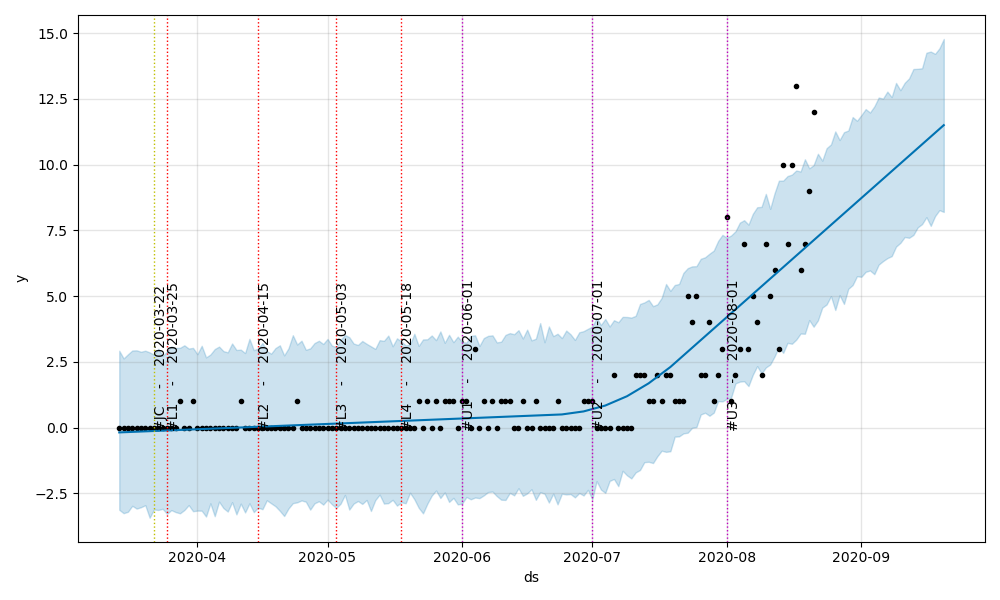 15.0
12.5
10.0
7.5
5.0
2.5
0.0
−2.5
y
#JC - 2020-03-22
#L1 - 2020-03-25
#L2 - 2020-04-15
#L3 - 2020-05-03
#L4 - 2020-05-18
#U1 - 2020-06-01
#U2 - 2020-07-01
#U3 - 2020-08-01
2020-04
2020-05
2020-06
2020-07
2020-08
2020-09
ds